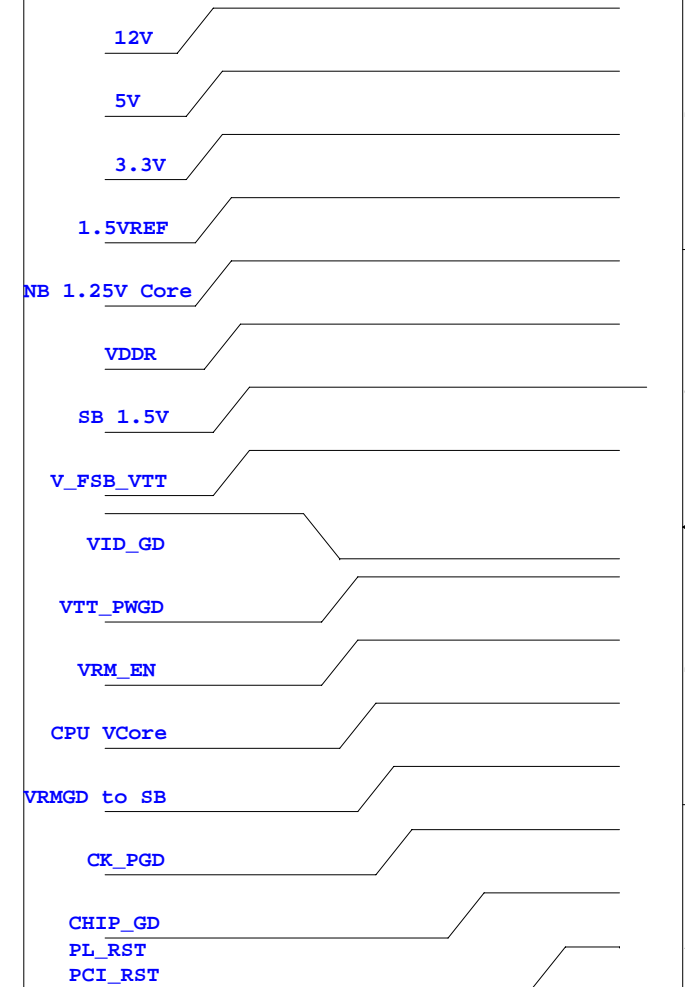 12V
5V
3.3V
1.5VREF
NB 1.25V Core
VDDR
SB 1.5V
V_FSB_VTT
VID_GD
VTT_PWGD
VRM_EN
CPU VCore
VRMGD to SB
CK_PGD
CHIP_GD
PL_RST
PCI_RST